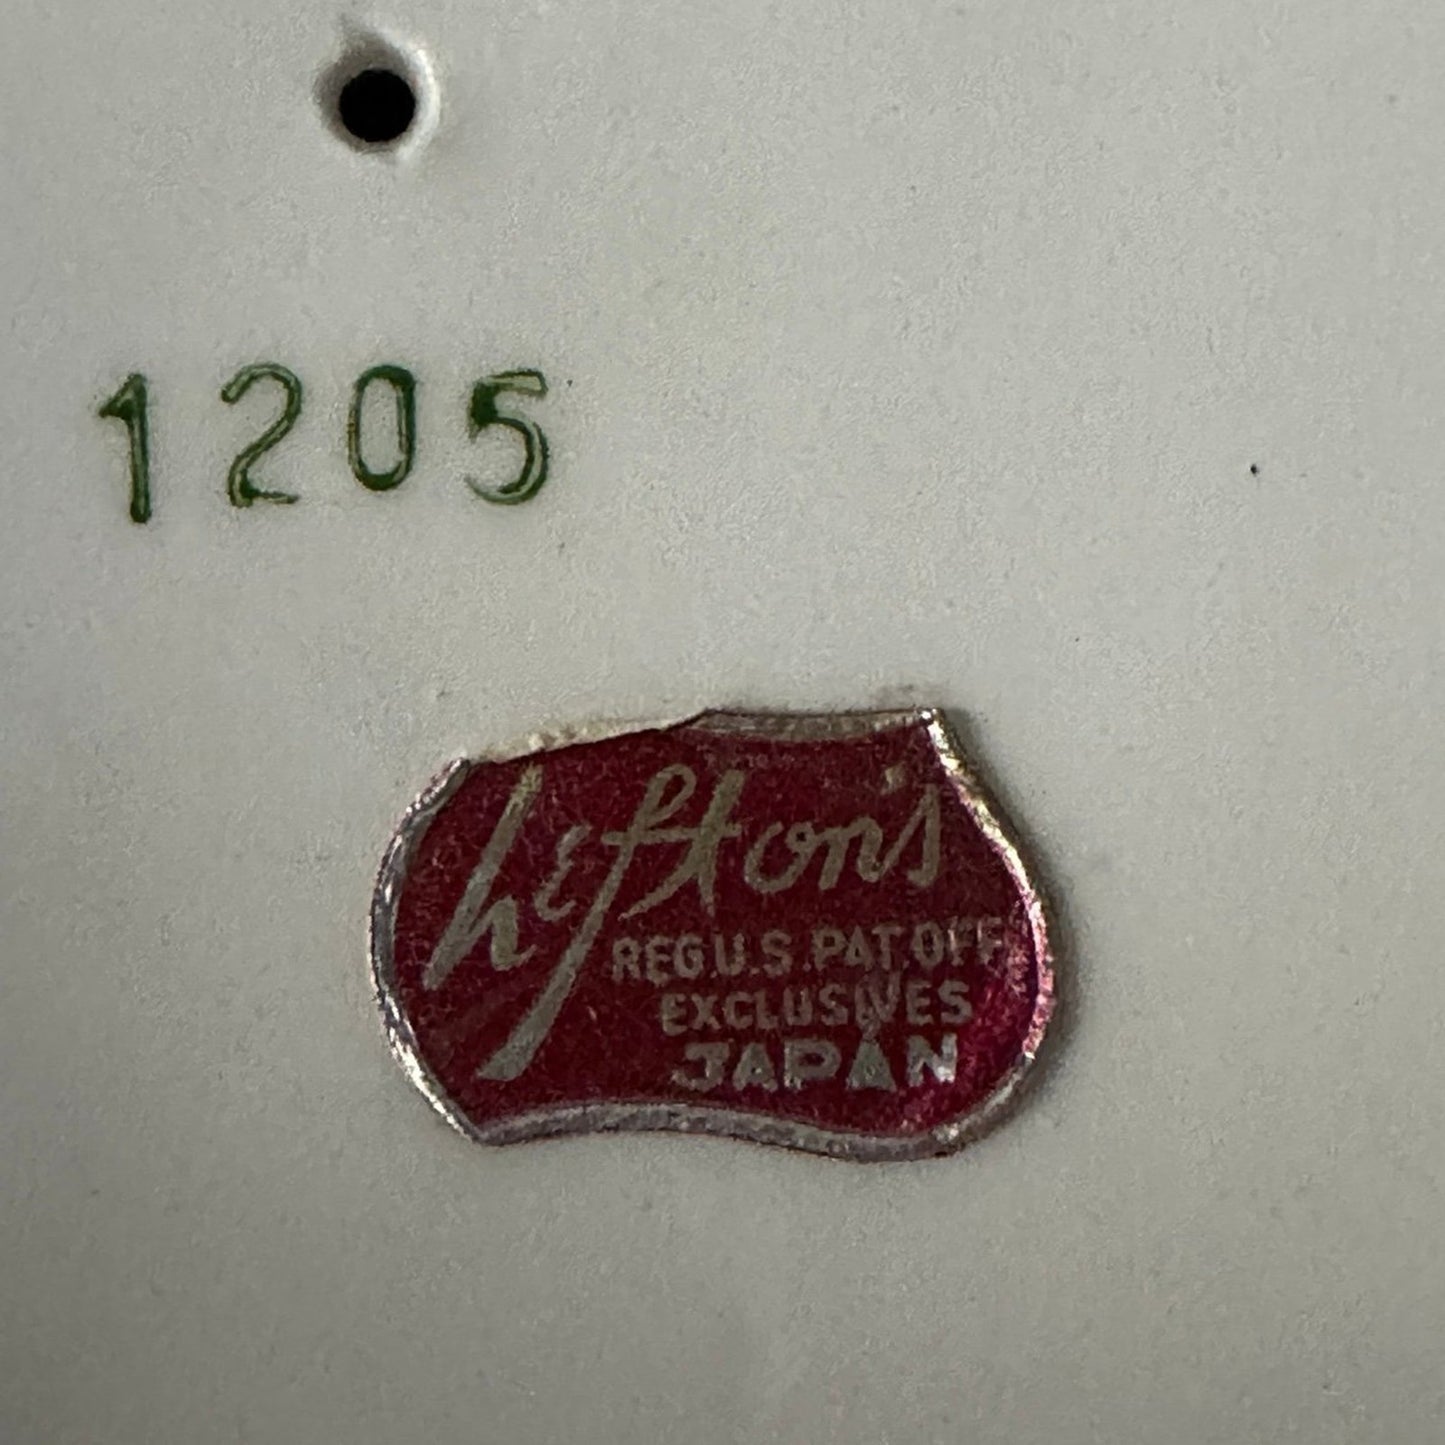 1205
Lefton's
REG.U.S.PAT.OFF.
EXCLUSIVES
JAPAN